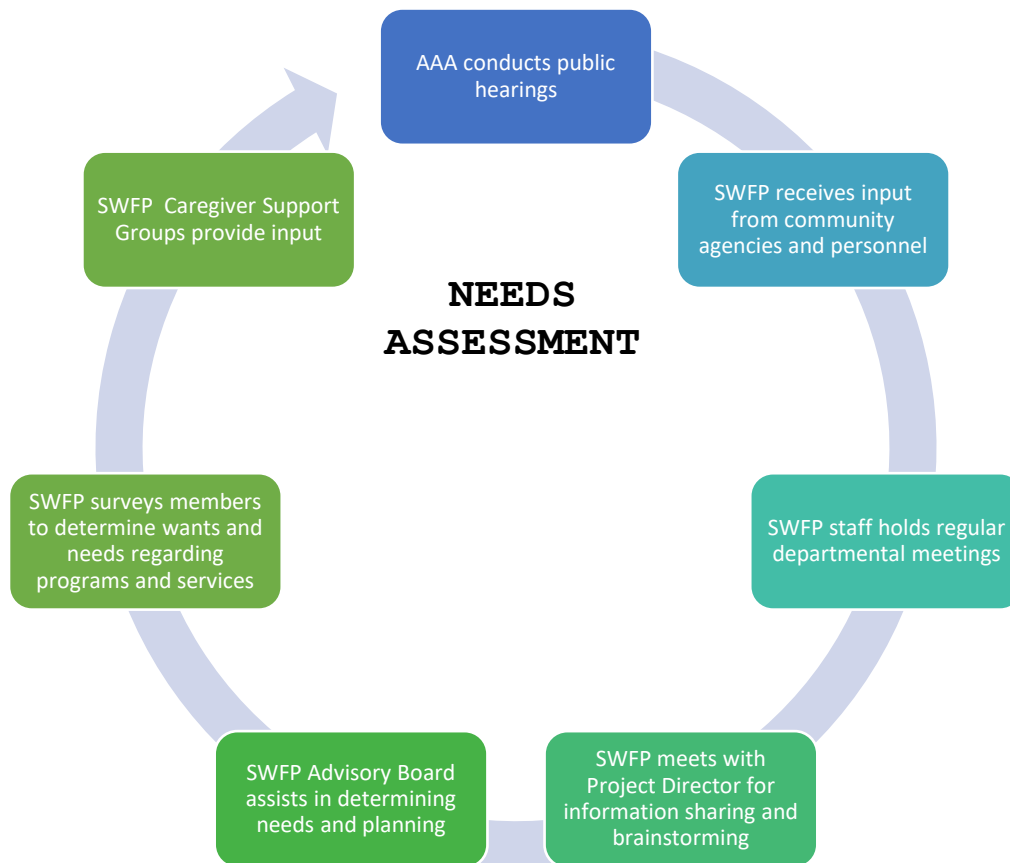 AAA conducts public
hearings
SWFP receives input
from community
agencies and personnel
SWFP staff holds regular
departmental meetings
SWFP meets with
Project Director for
information sharing and
brainstorming
SWFP Advisory Board
assists in determining
needs and planning
SWFP surveys members
to determine wants and
needs regarding
programs and services
SWFP  Caregiver Support
Groups provide input
NEEDS
ASSESSMENT